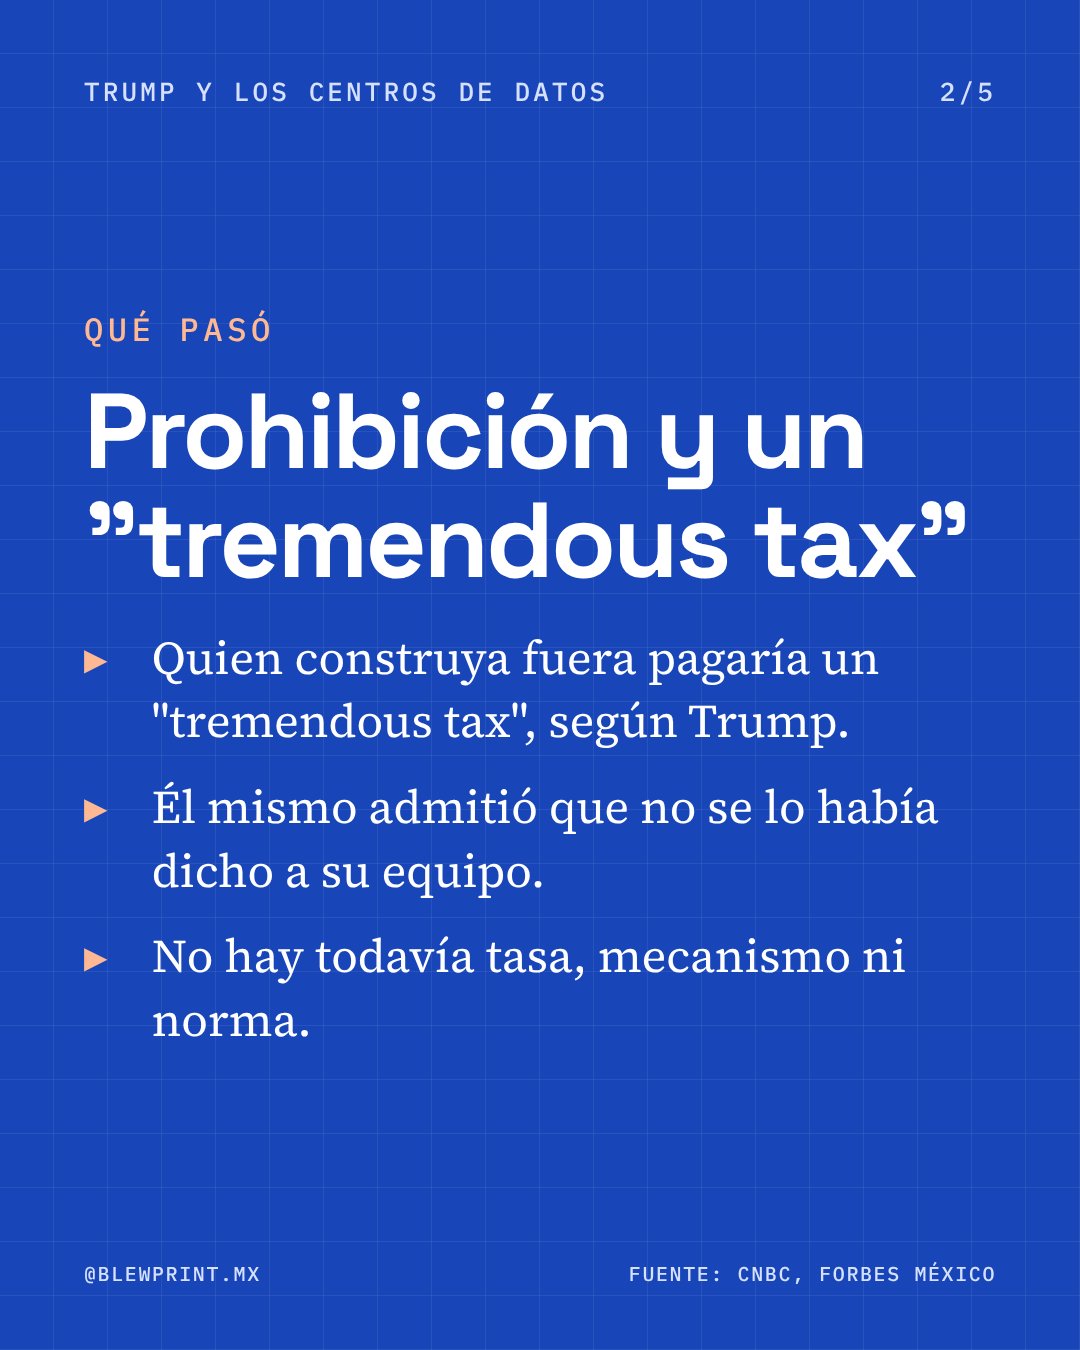 TRUMP Y LOS CENTROS DE DATOS
2/5
QUÉ PASÓ
Prohibición y un
”tremendous tax”
▶ Quien construya fuera pagaría un
"tremendous tax", según Trump.
▶ Él mismo admitió que no se lo había
dicho a su equipo.
▶ No hay todavía tasa, mecanismo ni
norma.
@BLEWPRINT.MX
FUENTE: CNBC, FORBES MÉXICO